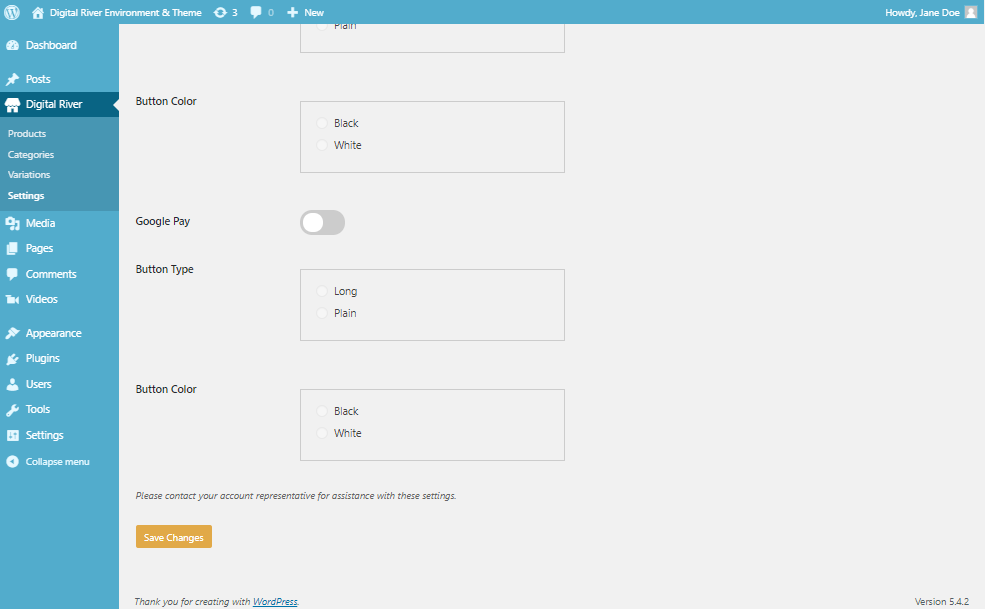 Digital River Environment & Theme 3 0 New
Howdy, Jane Doe
Dashboard
Posts
Digital River
Products
Categories
Variations
Settings
Media
Pages
Comments
Videos
Appearance
Plugins
Users
Tools
Settings
Collapse menu
Plain
Button Color
Black
White
Google Pay
Button Type
Long
Plain
Button Color
Black
White
Please contact your account representative for assistance with these settings.
Save Changes
Thank you for creating with WordPress.
Version 5.4.2